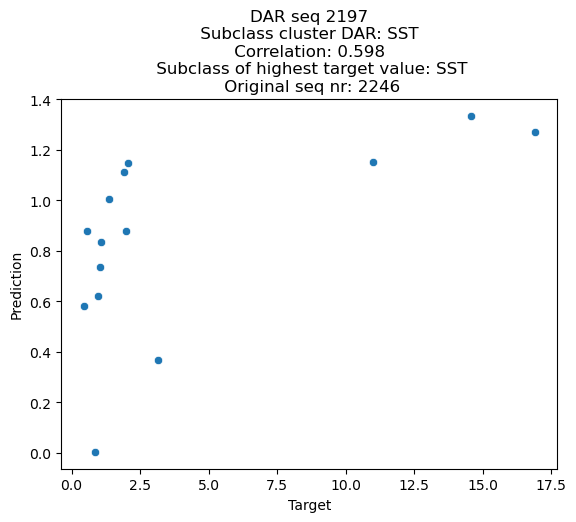 DAR seq 2197
Subclass cluster DAR: SST
Correlation: 0.598
Subclass of highest target value: SST
Original seq nr: 2246
1.4
1.2
1.0
0.8
0.6
0.4
0.2
0.0
Prediction
0.0 2.5 5.0 7.5 10.0 12.5 15.0 17.5
Target